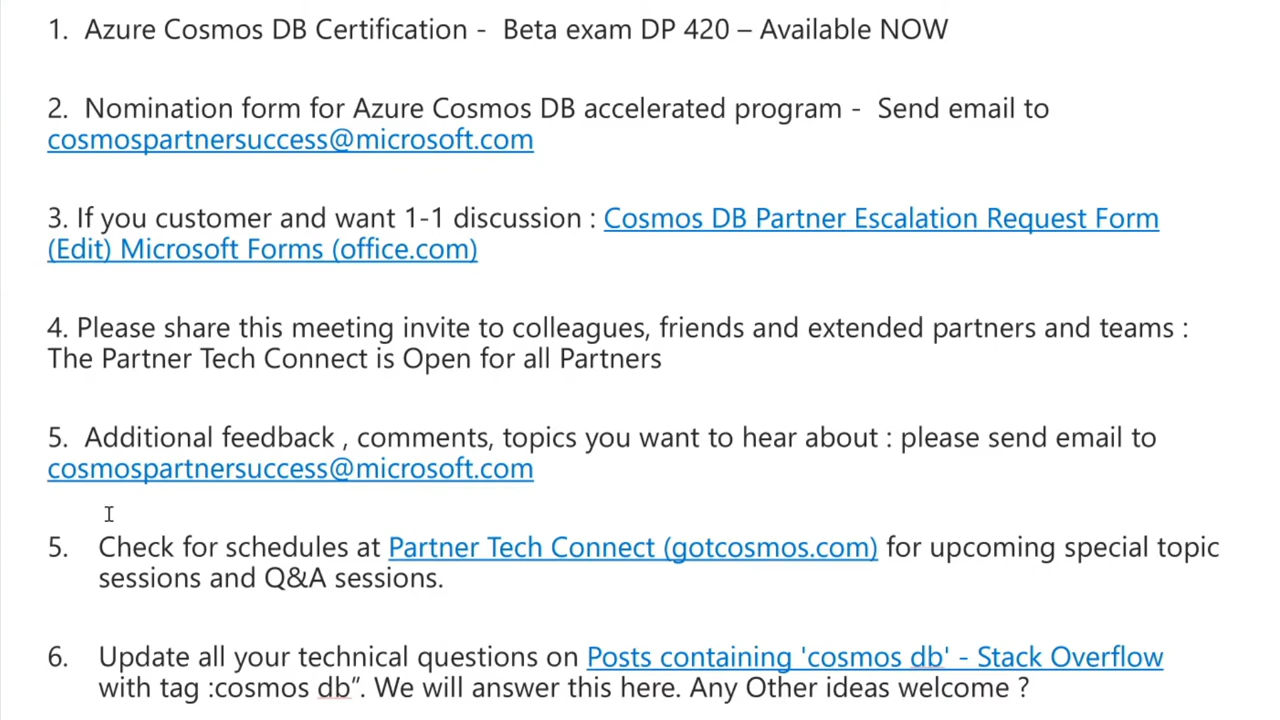 1. Azure Cosmos DB Certification - Beta exam DP 420 – Available NOW
2. Nomination form for Azure Cosmos DB accelerated program - Send email to
cosmospartnersuccess@microsoft.com
3. If you customer and want 1-1 discussion : Cosmos DB Partner Escalation Request Form
(Edit) Microsoft Forms (office.com)
4. Please share this meeting invite to colleagues, friends and extended partners and teams :
The Partner Tech Connect is Open for all Partners
5. Additional feedback , comments, topics you want to hear about : please send email to
cosmospartnersuccess@microsoft.com
5. Check for schedules at Partner Tech Connect (gotcosmos.com) for upcoming special topic
sessions and Q&A sessions.
6. Update all your technical questions on Posts containing 'cosmos db' - Stack Overflow
with tag :cosmos db”. We will answer this here. Any Other ideas welcome ?